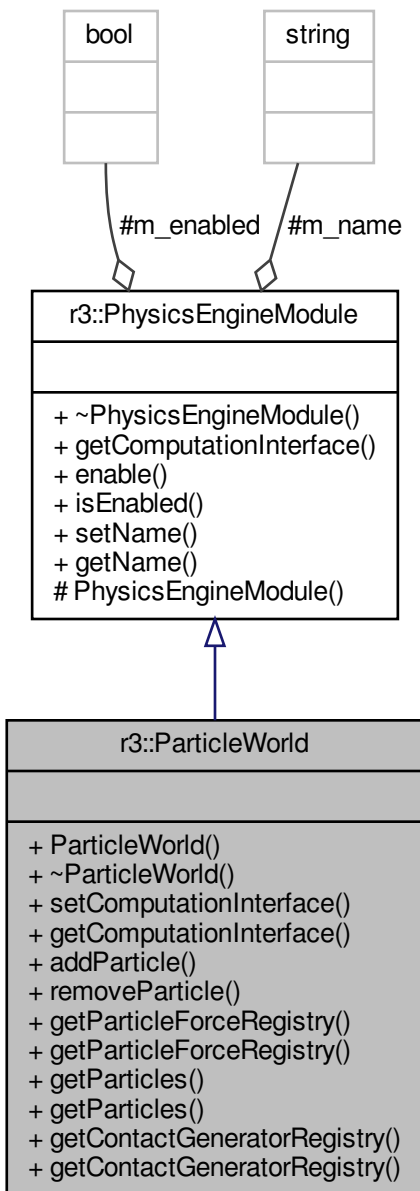 bool
string
#m_enabled
#m_name
r3::PhysicsEngineModule
+ ~PhysicsEngineModule()
+ getComputationInterface()
+ enable()
+ isEnabled()
+ setName()
+ getName()
# PhysicsEngineModule()
r3::ParticleWorld
+ ParticleWorld()
+ ~ParticleWorld()
+ setComputationInterface()
+ getComputationInterface()
+ addParticle()
+ removeParticle()
+ getParticleForceRegistry()
+ getParticleForceRegistry()
+ getParticles()
+ getParticles()
+ getContactGeneratorRegistry()
+ getContactGeneratorRegistry()